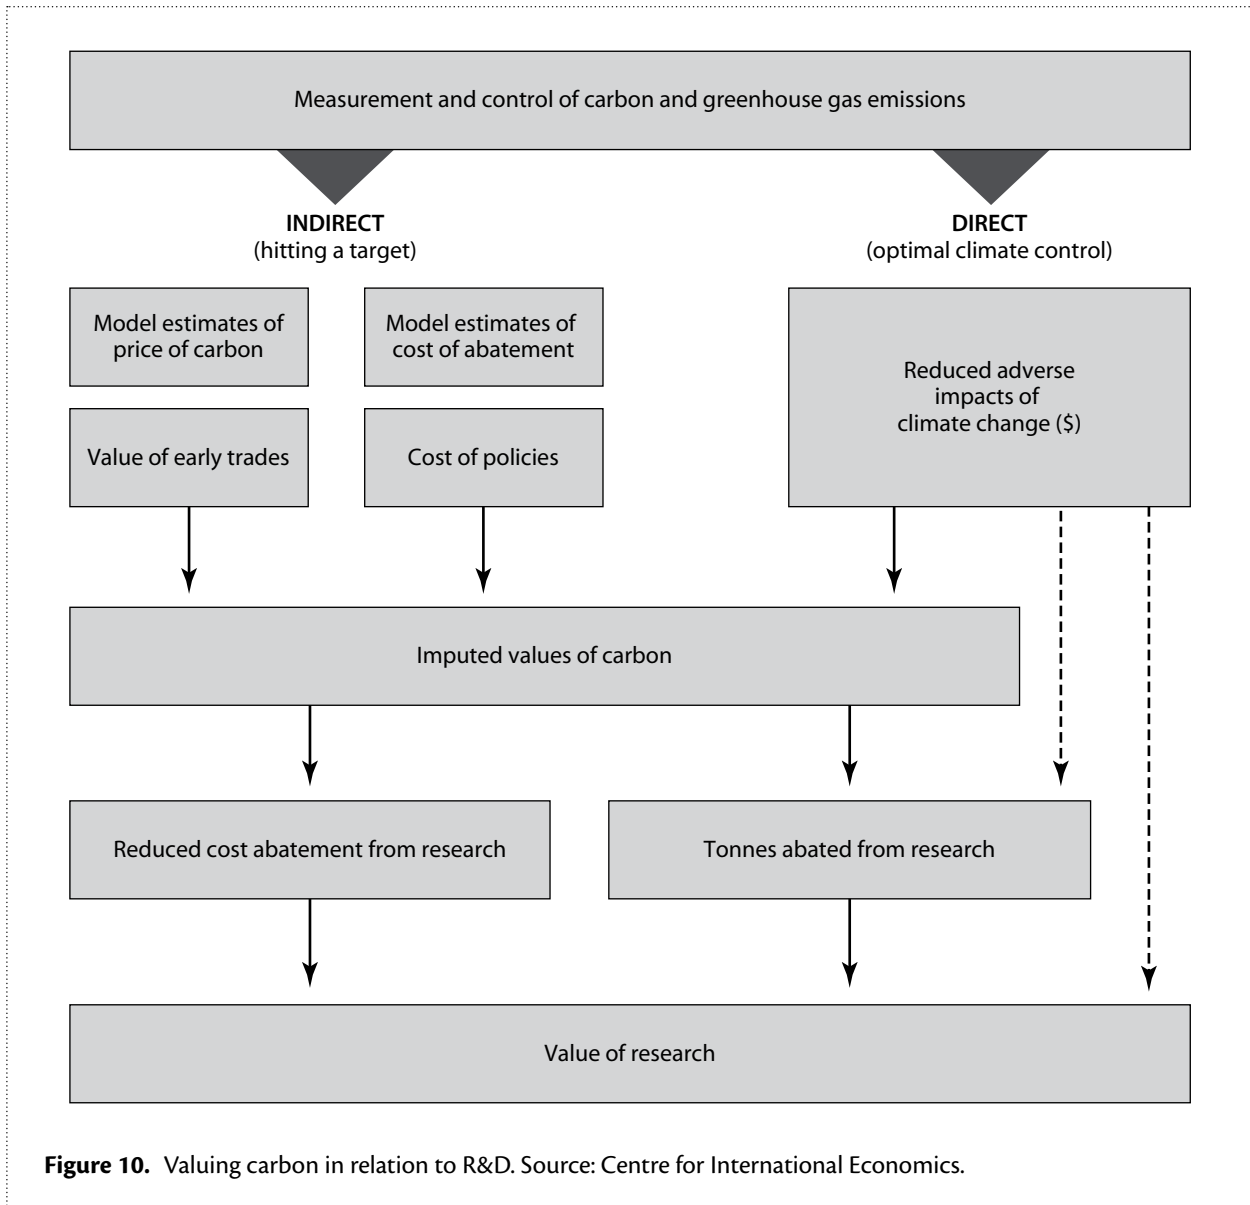 Measurement and control of carbon and greenhouse gas emissions
INDIRECT
(hitting a target)
DIRECT
(optimal climate control)
Model estimates of
price of carbon
Model estimates of
cost of abatement
Reduced adverse
impacts of
climate change ($)
Value of early trades
Cost of policies
Imputed values of carbon
Reduced cost abatement from research
Tonnes abated from research
Value of research
Figure 10. Valuing carbon in relation to R&D. Source: Centre for International Economics.